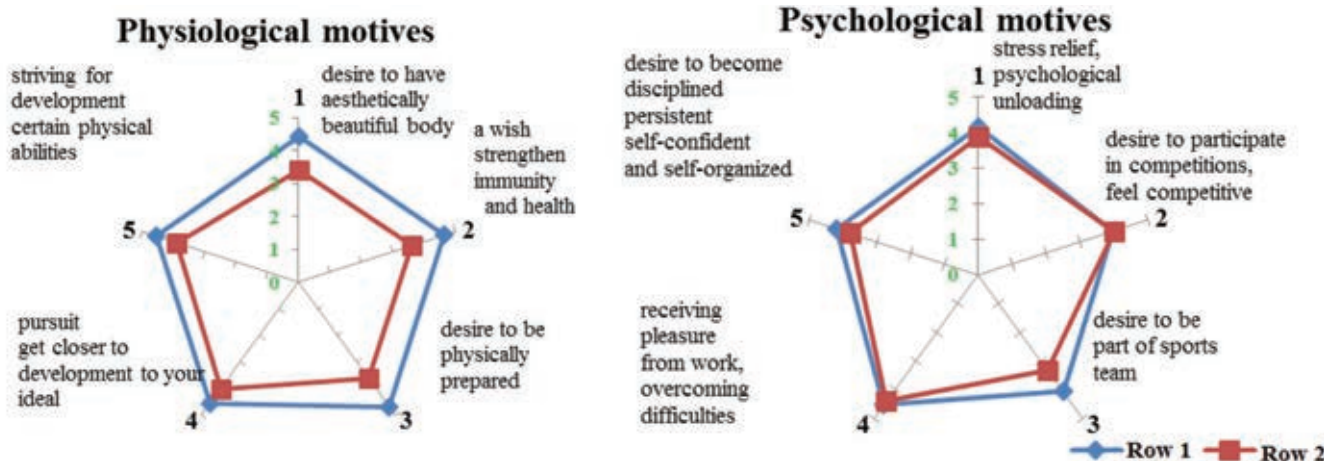 Physiological motives
striving for
development
certain physical
abilities
1
desire to have
aesthetically
beautiful body
a wish
strengthen
immunity
and health
5
4
3
2
1
0
5
2
pursuit
get closer to
development to your
ideal
desire to be
physically
prepared
4
3
Psychological motives
desire to become
disciplined
persistent
self-confident
and self-organized
1
stress relief,
psychological
unloading
desire to participate
in competitions,
feel competitive
5
4
3
2
1
0
5
2
receiving
pleasure
from work,
overcoming
difficulties
desire to be
part of sports
team
4
3
Row 1
Row 2